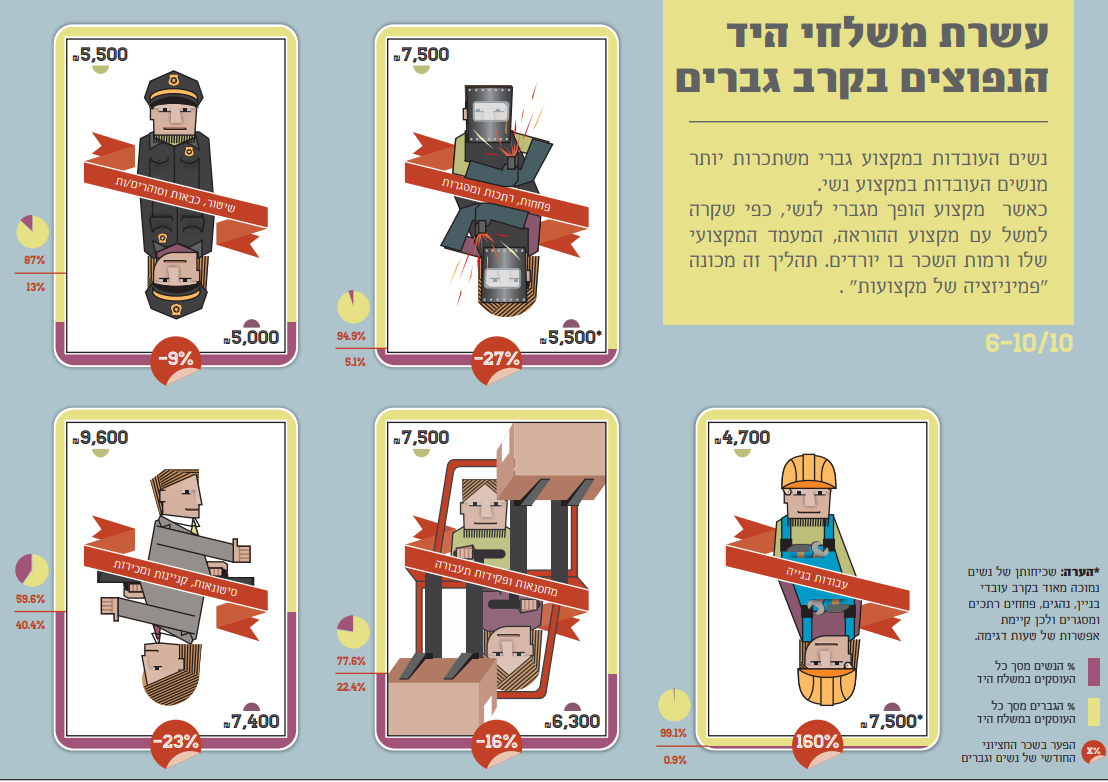 עשרת משלחי היד
הנפוצים בקרב גברים
נשים העובדות במקצוע גברי משתכרות יותר
מנשים העובדות במקצוע נשי.
כאשר מקצוע הופך מגברי לנשי, כפי שקרה
למשל עם מקצוע ההוראה, המעמד המקצועי
שלו ורמות השכר בו יורדים. תהליך זה מכונה
"פמיניזציה של מקצועות" .
6-10/10
₪7,500
פחחות, רתכות ומסגרות
94.9%
5.1%
₪5,500*
-27%
₪5,500
שיטור, כבאות וסוהרים/ות
87%
13%
₪5,000
-9%
₪4,700
עבודות בנייה
99.1%
0.9%
₪7,500*
160%
₪7,500
מחסנאות ופקידות תעבורה
77.6%
22.4%
₪6,300
-16%
₪9,600
סיטונאות, קניינות ומכירות
59.6%
40.4%
₪7,400
-23%
*הערה: שכיחותן של נשים
נמוכה מאוד בקרב עובדי
בניין, נהגים, פחחים רתכים
ומסגרים ולכן קיימת
אפשרות של טעות דגימה.
% הנשים מסך כל
העוסקים במשלח היד
% הגברים מסך כל
העוסקים במשלח היד
X%
הפער בשכר החציוני
החודשי של נשים וגברים